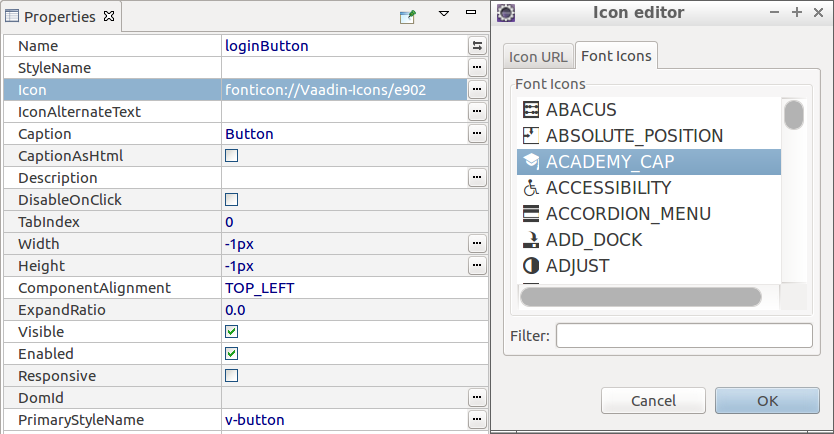 Properties
Name loginButton
StyleName
Icon fonticon://Vaadin-Icons/e902
IconAlternateText
Caption Button
CaptionAsHtml
Description
DisableOnClick
TabIndex 0
Width -1px
Height -1px
ComponentAlignment TOP_LEFT
ExpandRatio 0.0
Visible
Enabled
Responsive
DomId
PrimaryStyleName v-button
Icon editor
Icon URL Font Icons
Font Icons
ABACUS
ABSOLUTE_POSITION
ACADEMY_CAP
ACCESSIBILITY
ACCORDION_MENU
ADD_DOCK
ADJUST
Filter:
Cancel OK